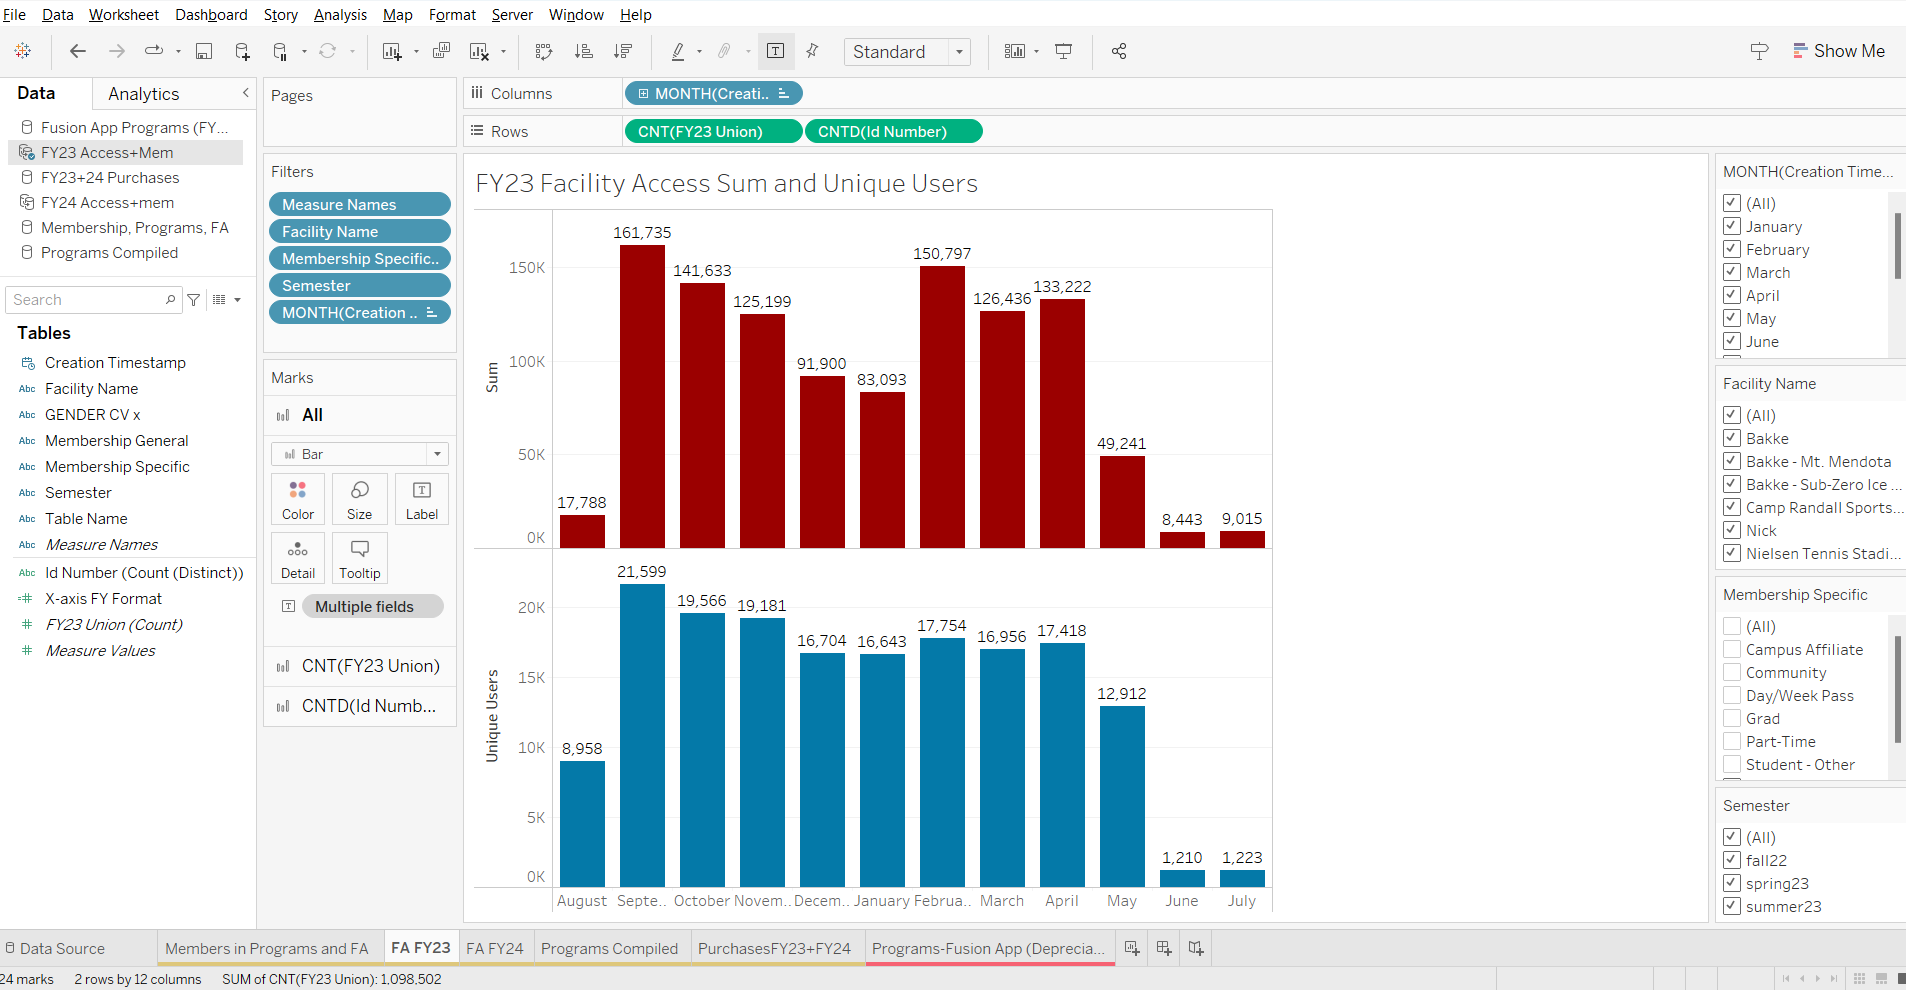 File Data Worksheet Dashboard Story Analysis Map Format Server Window Help
Standard
Show Me
Data Analytics
Fusion App Programs (FY...
FY23 Access+Mem
FY23+24 Purchases
FY24 Access+mem
Membership, Programs, FA
Programs Compiled
Search
Tables
Creation Timestamp
Abc Facility Name
Abc GENDER CV x
Abc Membership General
Abc Membership Specific
Abc Semester
Abc Table Name
Abc Measure Names
Abc Id Number (Count (Distinct))
X-axis FY Format
FY23 Union (Count)
Measure Values
Pages
Filters
Measure Names
Facility Name
Membership Specific..
Semester
MONTH(Creation ..
Marks
All
Bar
Color Size Label
Detail Tooltip
Multiple fields
CNT(FY23 Union)
CNTD(Id Numb...
Columns MONTH(Creati..
Rows CNT(FY23 Union) CNTD(Id Number)
FY23 Facility Access Sum and Unique Users
Sum
150K
100K
50K
0K
17,788
161,735
141,633
125,199
91,900
83,093
150,797
126,436
133,222
49,241
8,443
9,015
Unique Users
20K
15K
10K
5K
0K
8,958
21,599
19,566
19,181
16,704
16,643
17,754
16,956
17,418
12,912
1,210
1,223
August Septe.. October Novem.. Decem.. January Februa.. March April May June July
MONTH(Creation Time...
(All)
January
February
March
April
May
June
Facility Name
(All)
Bakke
Bakke - Mt. Mendota
Bakke - Sub-Zero Ice ...
Camp Randall Sports...
Nick
Nielsen Tennis Stadi...
Membership Specific
(All)
Campus Affiliate
Community
Day/Week Pass
Grad
Part-Time
Student - Other
Semester
(All)
fall22
spring23
summer23
Data Source Members in Programs and FA FA FY23 FA FY24 Programs Compiled PurchasesFY23+FY24 Programs-Fusion App (Deprecia...
24 marks 2 rows by 12 columns SUM of CNT(FY23 Union): 1,098,502